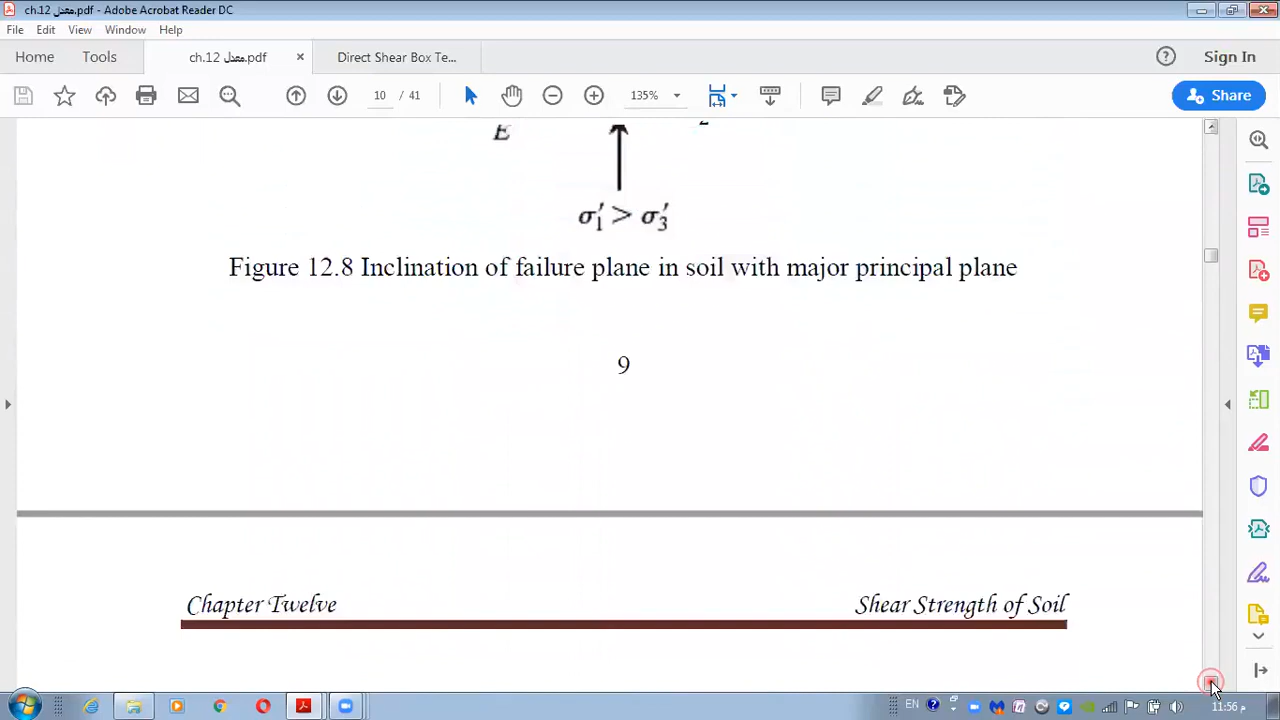 ch.12 معدل.pdf - Adobe Acrobat Reader DC
File Edit View Window Help
Home Tools ch.12 معدل.pdf × Direct Shear Box Te... ? Sign In
10 / 41 135% Share
E 2
σ′₁ > σ′₃
Figure 12.8 Inclination of failure plane in soil with major principal plane
9
Chapter Twelve Shear Strength of Soil
EN ? 11:56 م